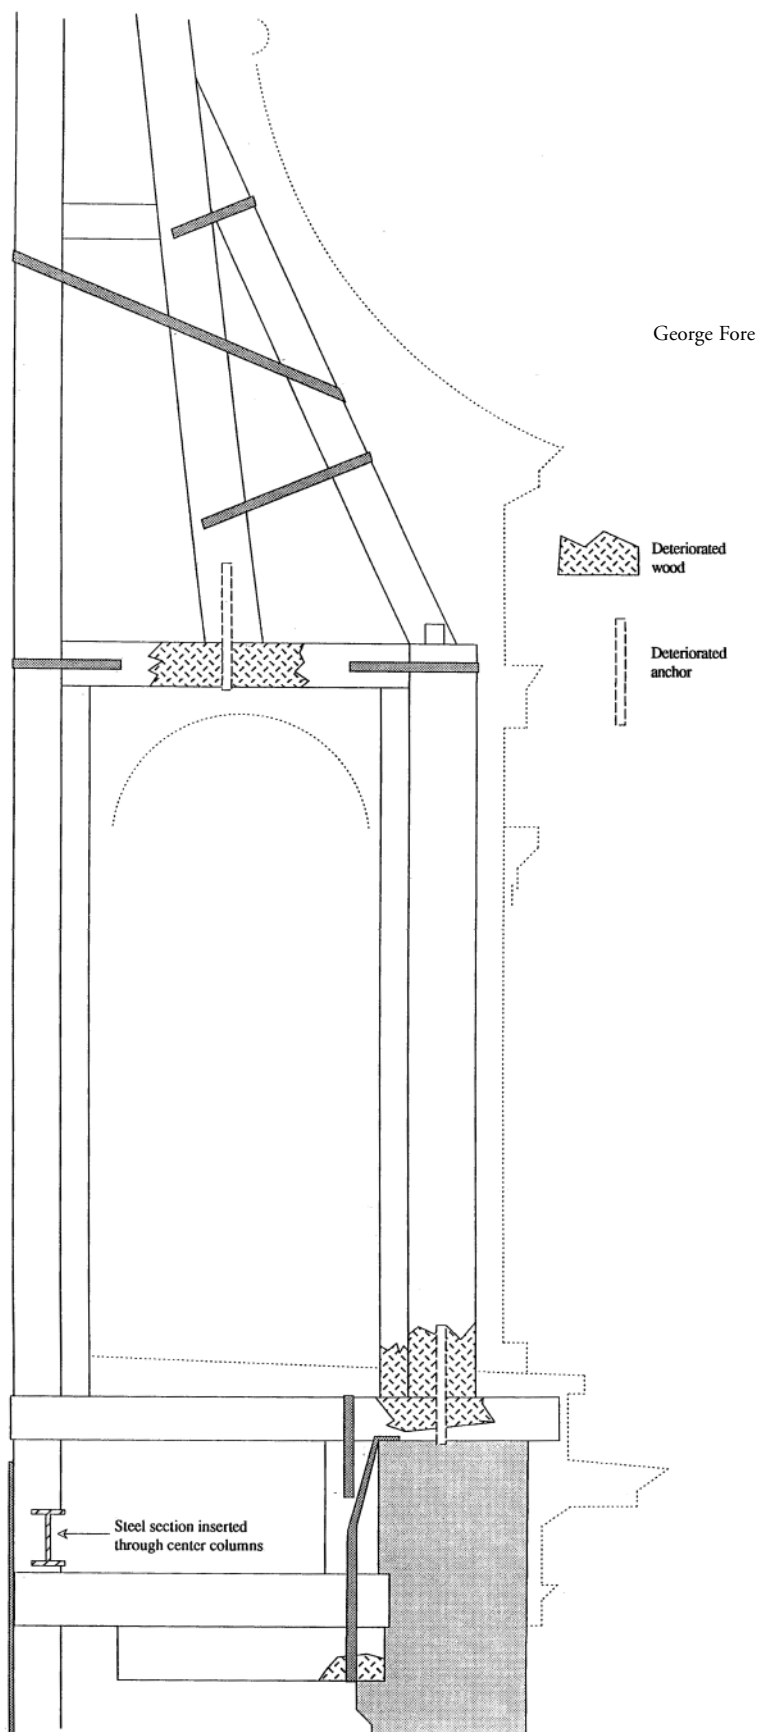 George Fore
Deteriorated
wood
Deteriorated
anchor
Steel section inserted
through center columns